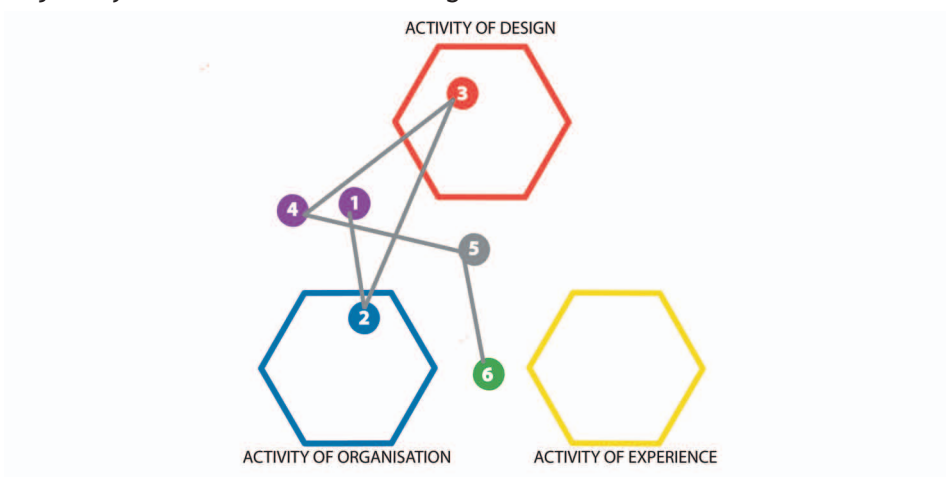 ACTIVITY OF DESIGN
3
4
1
5
2
6
ACTIVITY OF ORGANISATION
ACTIVITY OF EXPERIENCE